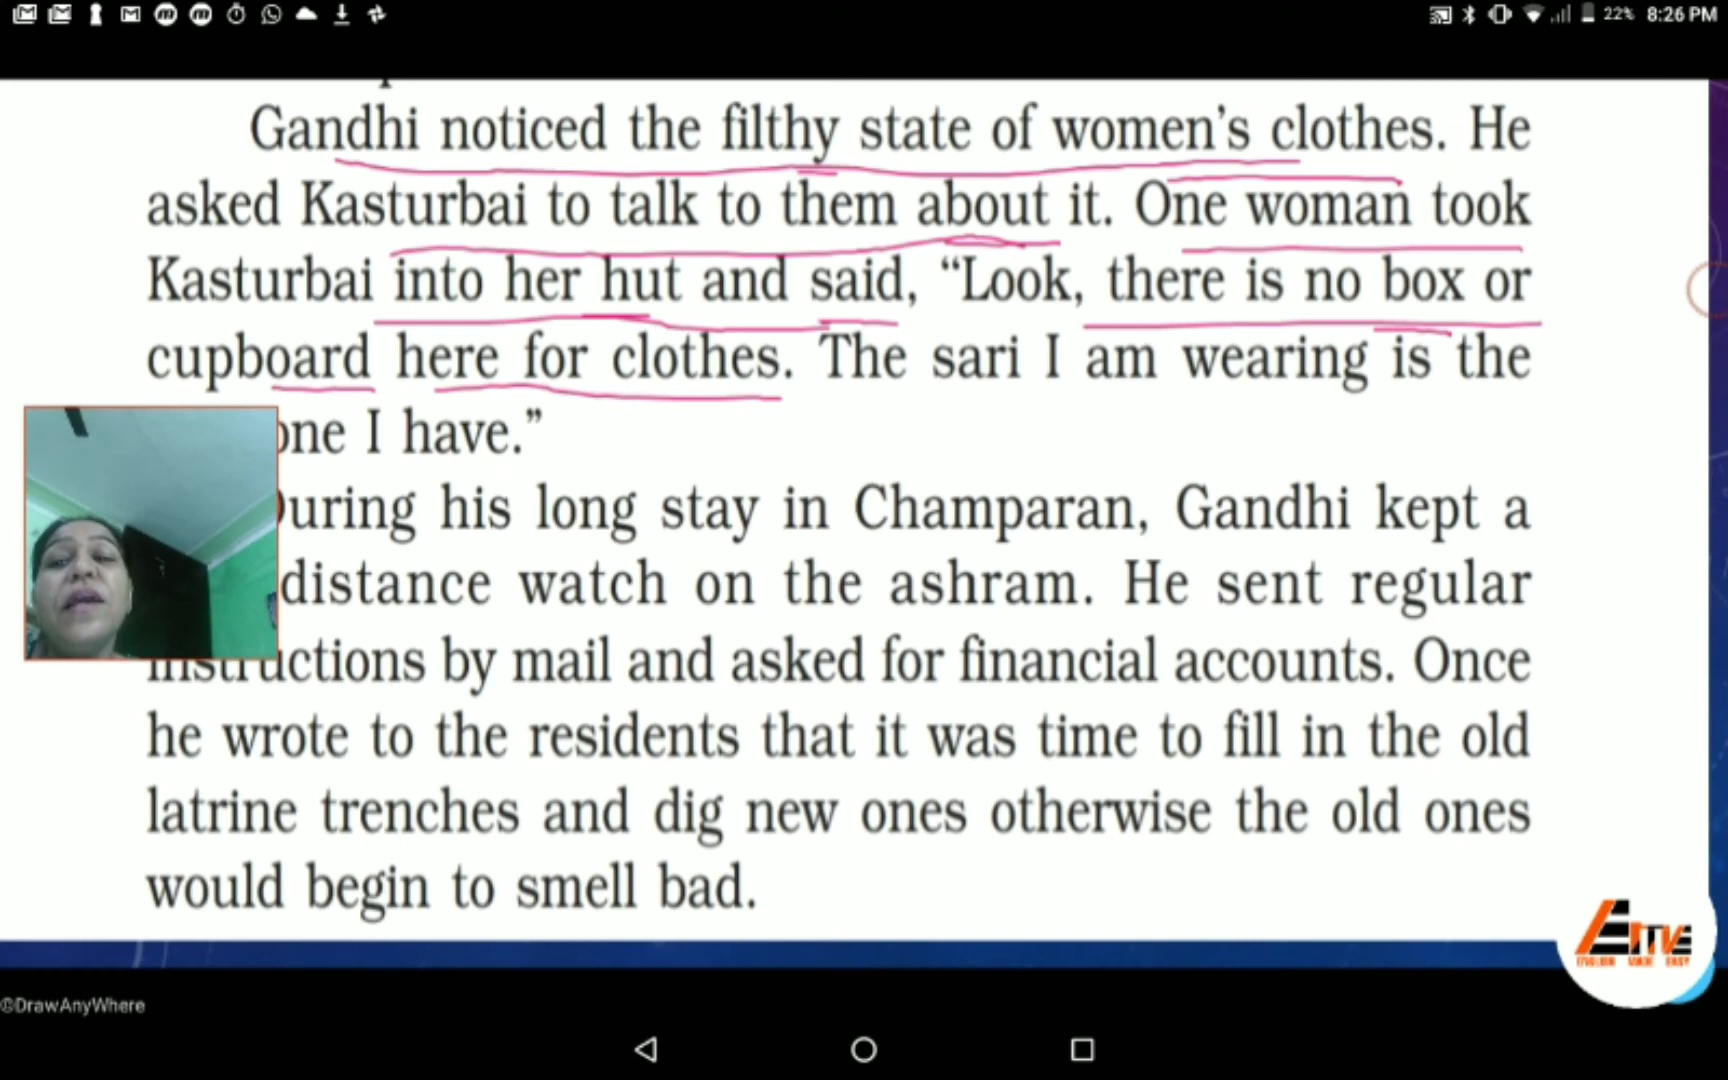 22% 8:26 PM
Gandhi noticed the filthy state of women's clothes. He
asked Kasturbai to talk to them about it. One woman took
Kasturbai into her hut and said, “Look, there is no box or
cupboard here for clothes. The sari I am wearing is the
one I have.”
During his long stay in Champaran, Gandhi kept a
distance watch on the ashram. He sent regular
instructions by mail and asked for financial accounts. Once
he wrote to the residents that it was time to fill in the old
latrine trenches and dig new ones otherwise the old ones
would begin to smell bad.
ENGLISH MADE EASY
©DrawAnyWhere